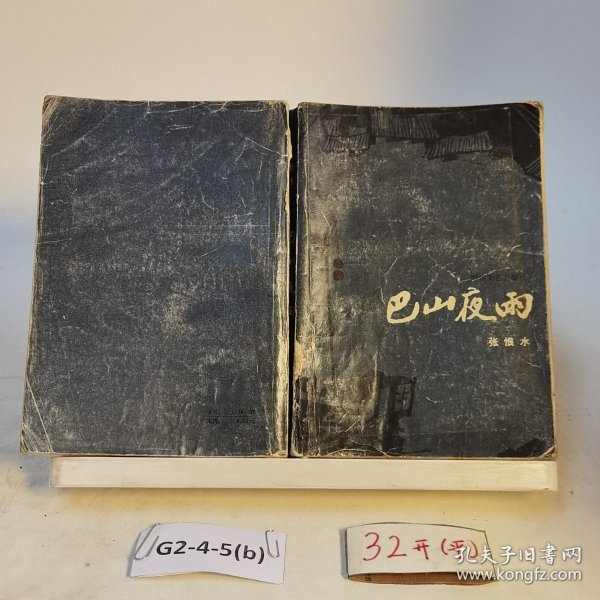 巴山夜雨
张恨水
G2-4-5(b)
32开(平)
孔夫子旧书网
www.kongfz.com